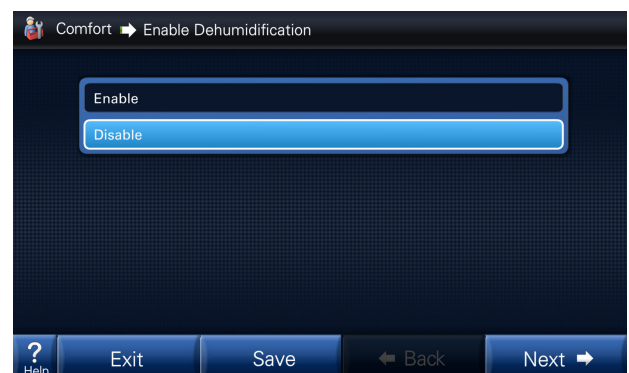 Comfort ➡ Enable Dehumidification
Enable
Disable
? Help
Exit
Save
⬅ Back
Next ➡